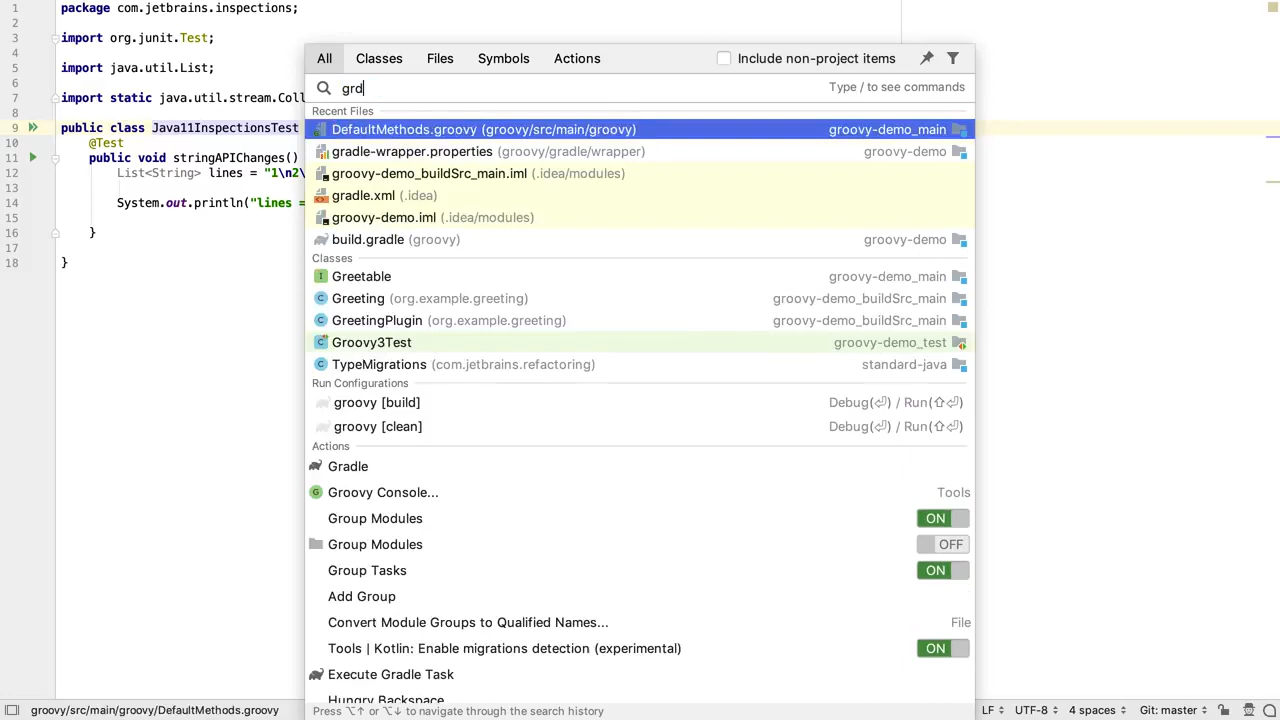 1 package com.jetbrains.inspections;
2
3 import org.junit.Test;
4
5 import java.util.List;
6
7 import static java.util.stream.Coll
8
9 public class Java11InspectionsTest
10 @Test
11 public void stringAPIChanges()
12 List<String> lines = "1\n2\
13
14 System.out.println("lines =
15
16 }
17
18 }
All Classes Files Symbols Actions Include non-project items
grd Type / to see commands
Recent Files
DefaultMethods.groovy (groovy/src/main/groovy) groovy-demo_main
gradle-wrapper.properties (groovy/gradle/wrapper) groovy-demo
groovy-demo_buildSrc_main.iml (.idea/modules)
gradle.xml (.idea)
groovy-demo.iml (.idea/modules)
build.gradle (groovy) groovy-demo
Classes
I Greetable groovy-demo_main
C Greeting (org.example.greeting) groovy-demo_buildSrc_main
C GreetingPlugin (org.example.greeting) groovy-demo_buildSrc_main
C Groovy3Test groovy-demo_test
C TypeMigrations (com.jetbrains.refactoring) standard-java
Run Configurations
groovy [build] Debug(⏎) / Run(⇧⏎)
groovy [clean] Debug(⏎) / Run(⇧⏎)
Actions
Gradle
G Groovy Console... Tools
Group Modules ON
Group Modules OFF
Group Tasks ON
Add Group
Convert Module Groups to Qualified Names... File
Tools | Kotlin: Enable migrations detection (experimental) ON
Execute Gradle Task
Hungry Backspace
Press ⌥↑ or ⌥↓ to navigate through the search history
groovy/src/main/groovy/DefaultMethods.groovy LF UTF-8 4 spaces Git: master